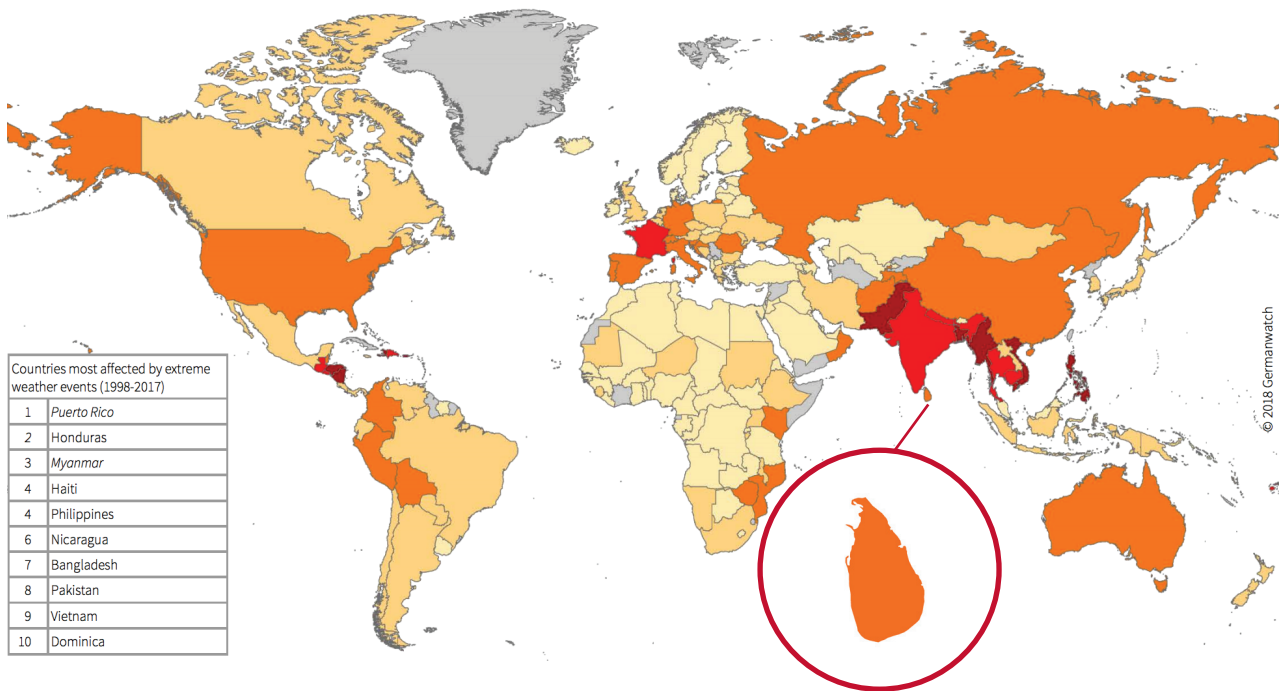 Countries most affected by extreme
weather events (1998-2017)
1 Puerto Rico
2 Honduras
3 Myanmar
4 Haiti
4 Philippines
6 Nicaragua
7 Bangladesh
8 Pakistan
9 Vietnam
10 Dominica
© 2018 Germanwatch